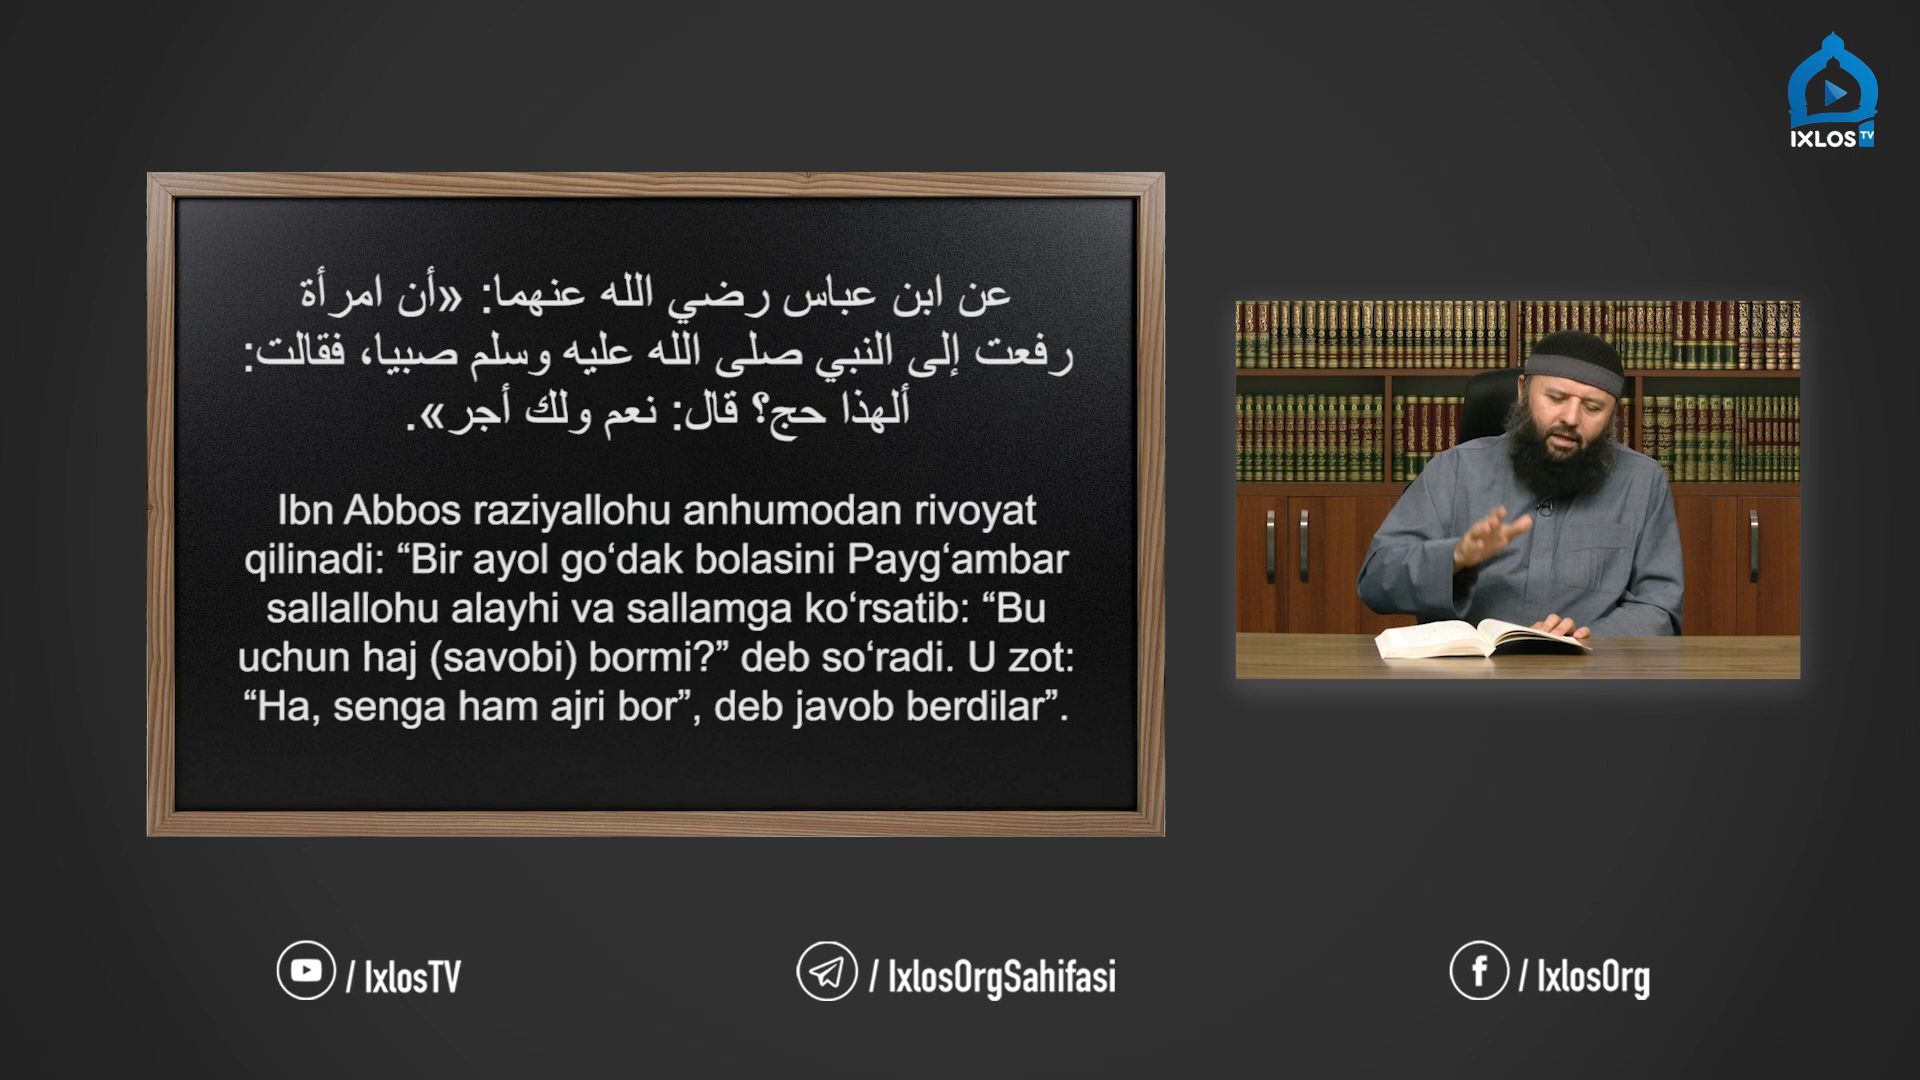 IXLOS TV
عن ابن عباس رضي الله عنهما: «أن امرأة
رفعت إلى النبي صلى الله عليه وسلم صبيا، فقالت:
ألهذا حج؟ قال: نعم ولك أجر».
Ibn Abbos raziyallohu anhumodan rivoyat
qilinadi: “Bir ayol go‘dak bolasini Payg‘ambar
sallallohu alayhi va sallamga ko‘rsatib: “Bu
uchun haj (savobi) bormi?” deb so‘radi. U zot:
“Ha, senga ham ajri bor”, deb javob berdilar”.
/ IxlosTV
/ IxlosOrgSahifasi
/ IxlosOrg